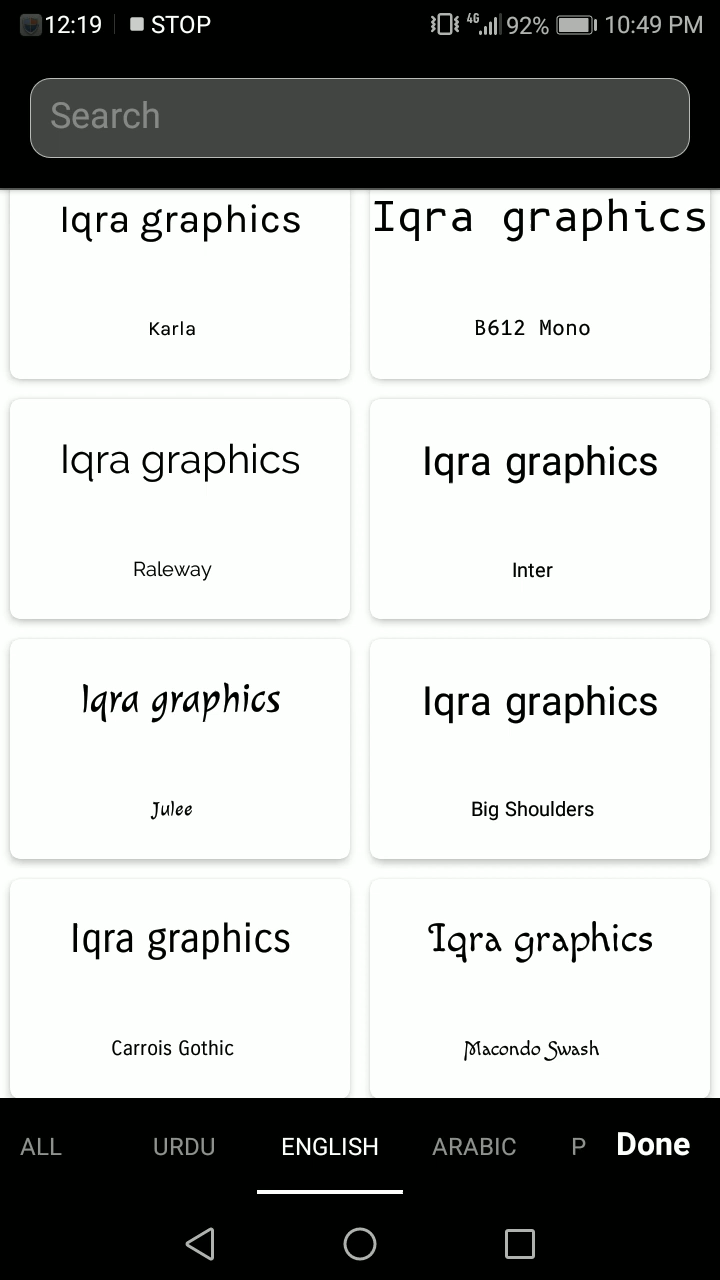 12:19 STOP 4G 92% 10:49 PM
Search
Iqra graphics
Karla
Iqra graphics
B612 Mono
Iqra graphics
Raleway
Iqra graphics
Inter
Iqra graphics
Julee
Iqra graphics
Big Shoulders
Iqra graphics
Carrois Gothic
Iqra graphics
Macondo Swash
ALL URDU ENGLISH ARABIC P Done